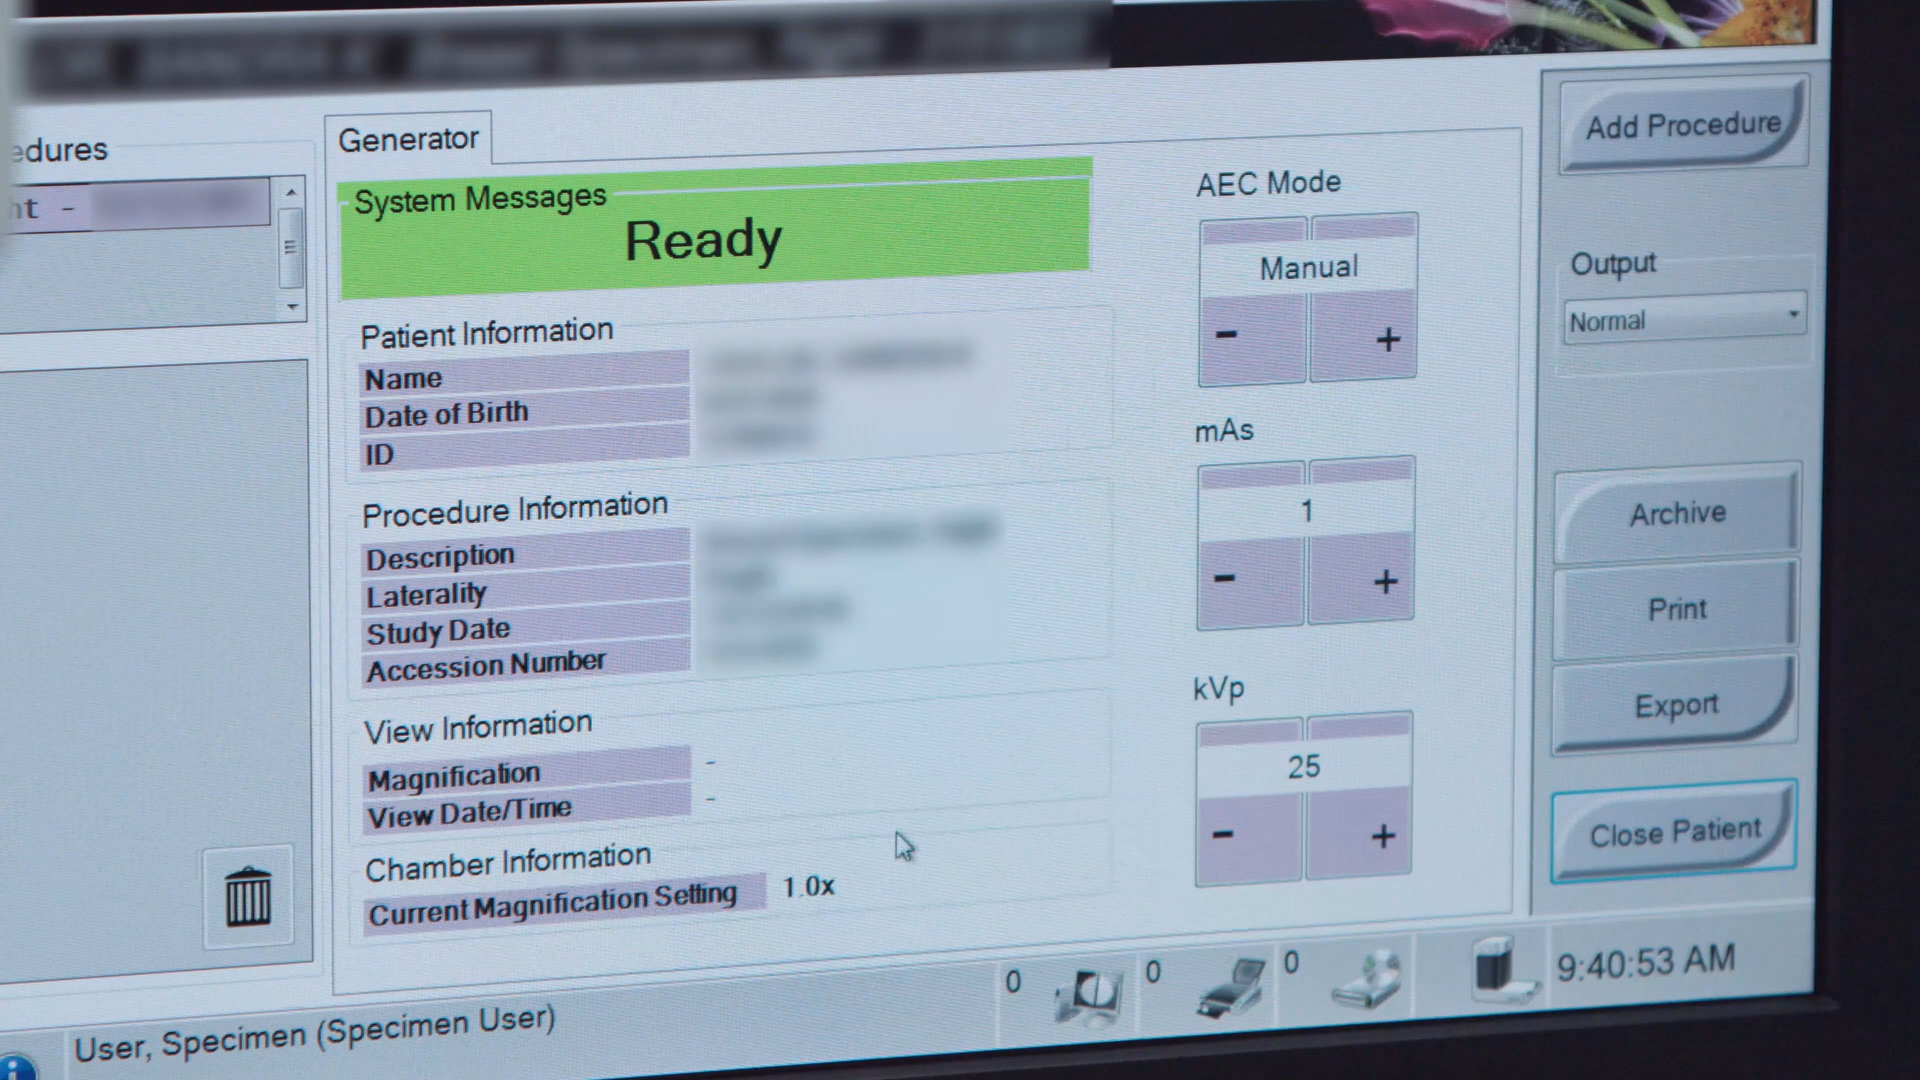 edures
Generator
ht -
System Messages
Ready
Patient Information
Name
Date of Birth
ID
Procedure Information
Description
Laterality
Study Date
Accession Number
View Information
Magnification -
View Date/Time -
Chamber Information
Current Magnification Setting 1.0x
AEC Mode
Manual
- +
mAs
1
- +
kVp
25
- +
Add Procedure
Output
Normal
Archive
Print
Export
Close Patient
User, Specimen (Specimen User)
0 0 0 9:40:53 AM